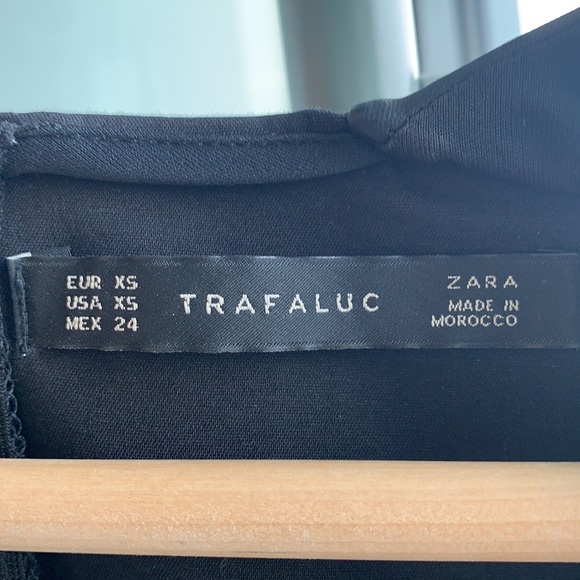 EUR XS
USA XS
MEX 24
TRAFALUC
ZARA
MADE IN
MOROCCO